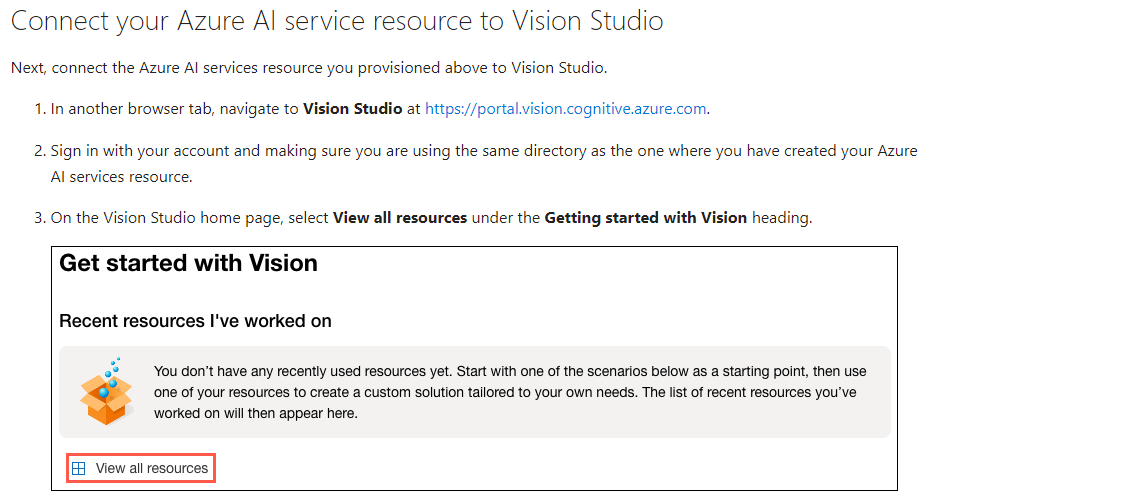 Connect your Azure AI service resource to Vision Studio
Next, connect the Azure AI services resource you provisioned above to Vision Studio.
1. In another browser tab, navigate to Vision Studio at https://portal.vision.cognitive.azure.com.
2. Sign in with your account and making sure you are using the same directory as the one where you have created your Azure
AI services resource.
3. On the Vision Studio home page, select View all resources under the Getting started with Vision heading.
Get started with Vision
Recent resources I've worked on
You don’t have any recently used resources yet. Start with one of the scenarios below as a starting point, then use
one of your resources to create a custom solution tailored to your own needs. The list of recent resources you’ve
worked on will then appear here.
View all resources